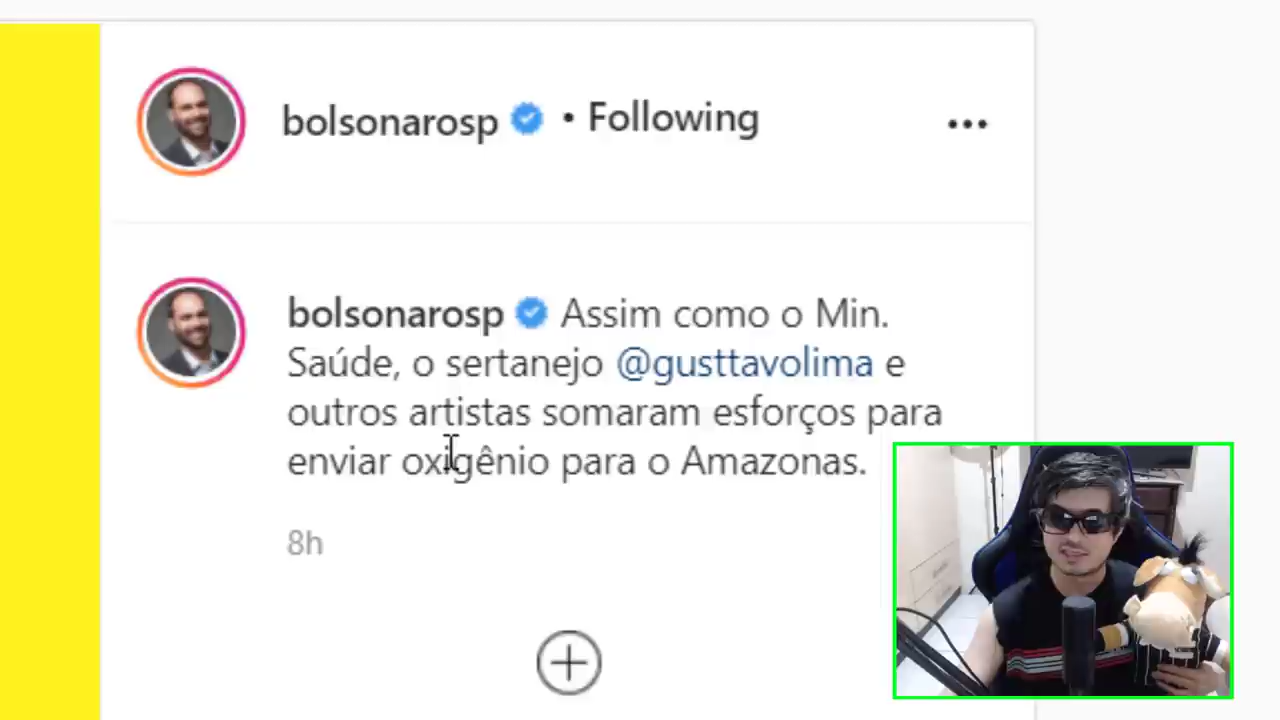 bolsonarosp • Following
bolsonarosp Assim como o Min.
Saúde, o sertanejo @gusttavolima e
outros artistas somaram esforços para
enviar oxigênio para o Amazonas.
8h